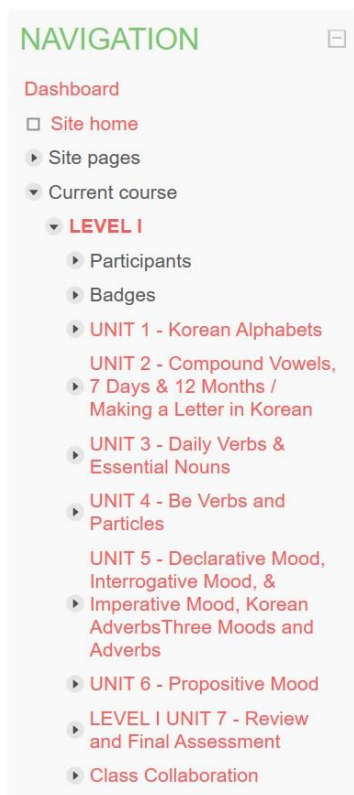 NAVIGATION
Dashboard
Site home
Site pages
Current course
LEVEL I
Participants
Badges
UNIT 1 - Korean Alphabets
UNIT 2 - Compound Vowels,
7 Days & 12 Months /
Making a Letter in Korean
UNIT 3 - Daily Verbs &
Essential Nouns
UNIT 4 - Be Verbs and
Particles
UNIT 5 - Declarative Mood,
Interrogative Mood, &
Imperative Mood, Korean
AdverbsThree Moods and
Adverbs
UNIT 6 - Propositive Mood
LEVEL I UNIT 7 - Review
and Final Assessment
Class Collaboration